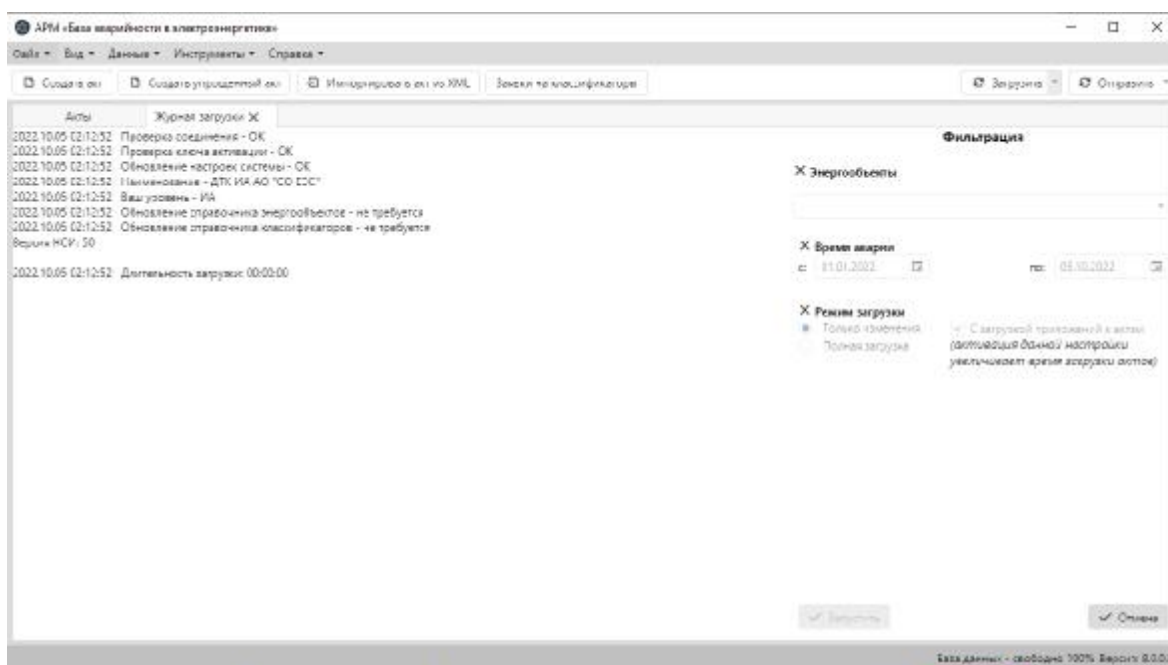 АРМ «База аварийности в электроэнергетике»
Файл Вид Данные Инструменты Справка
Создать акт Создать упрощенный акт Импортировать акт из XML Замена по классификатору Загрузить Отправить
Акты Журнал загрузки
2022.10.05 02:12:52 Проверка соединения - ОК
2022.10.05 02:12:52 Проверка ключа активации - ОК
2022.10.05 02:12:52 Обновление настроек системы - ОК
2022.10.05 02:12:52 Наименование - ДТК ИА АО "СО ЕЭС"
2022.10.05 02:12:52 Ваш уровень - ИА
2022.10.05 02:12:52 Обновление справочника энергообъектов - не требуется
2022.10.05 02:12:52 Обновление справочника классификаторов - не требуется
Версия НСИ: 50
2022.10.05 02:12:52 Длительность загрузки: 00:00:00
Фильтрация
Энергообъекты
Время аварии
с: 01.01.2022 по: 05.10.2022
Режим загрузки
Только изменения
Полная загрузка
С загрузкой приложений к актам
(активация данной настройки
увеличивает время загрузки актов)
Запустить Отмена
База данных - свободно 100% Версия: 8.0.0